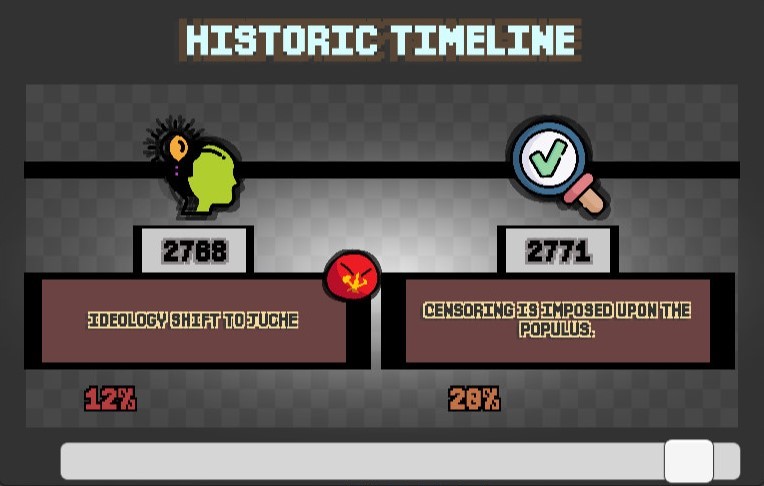 HISTORIC TIMELINE
2768
2771
IDEOLOGY SHIFT TO JUCHE
CENSORING IS IMPOSED UPON THE
POPULUS.
12%
20%